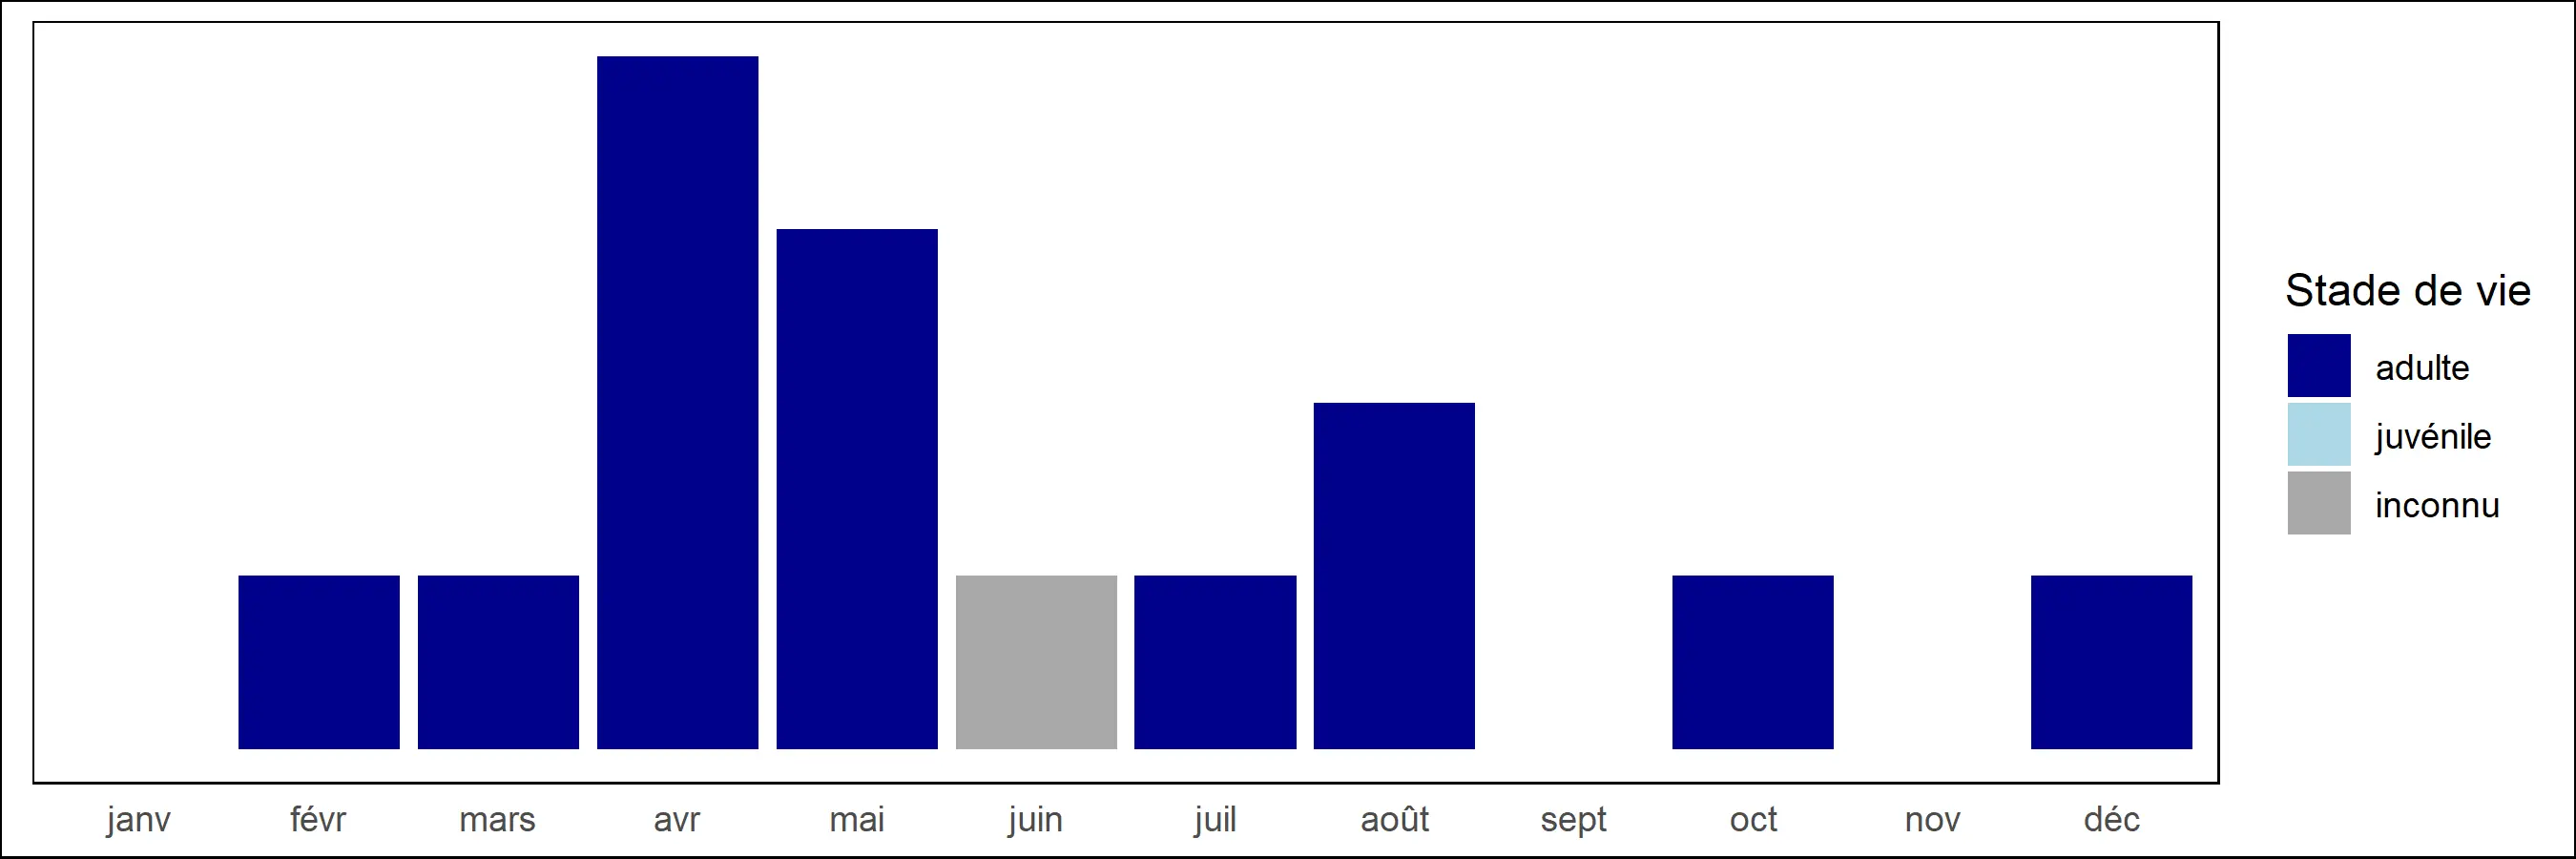 Stade de vie
adulte
juvénile
inconnu
janv févr mars avr mai juin juil août sept oct nov déc